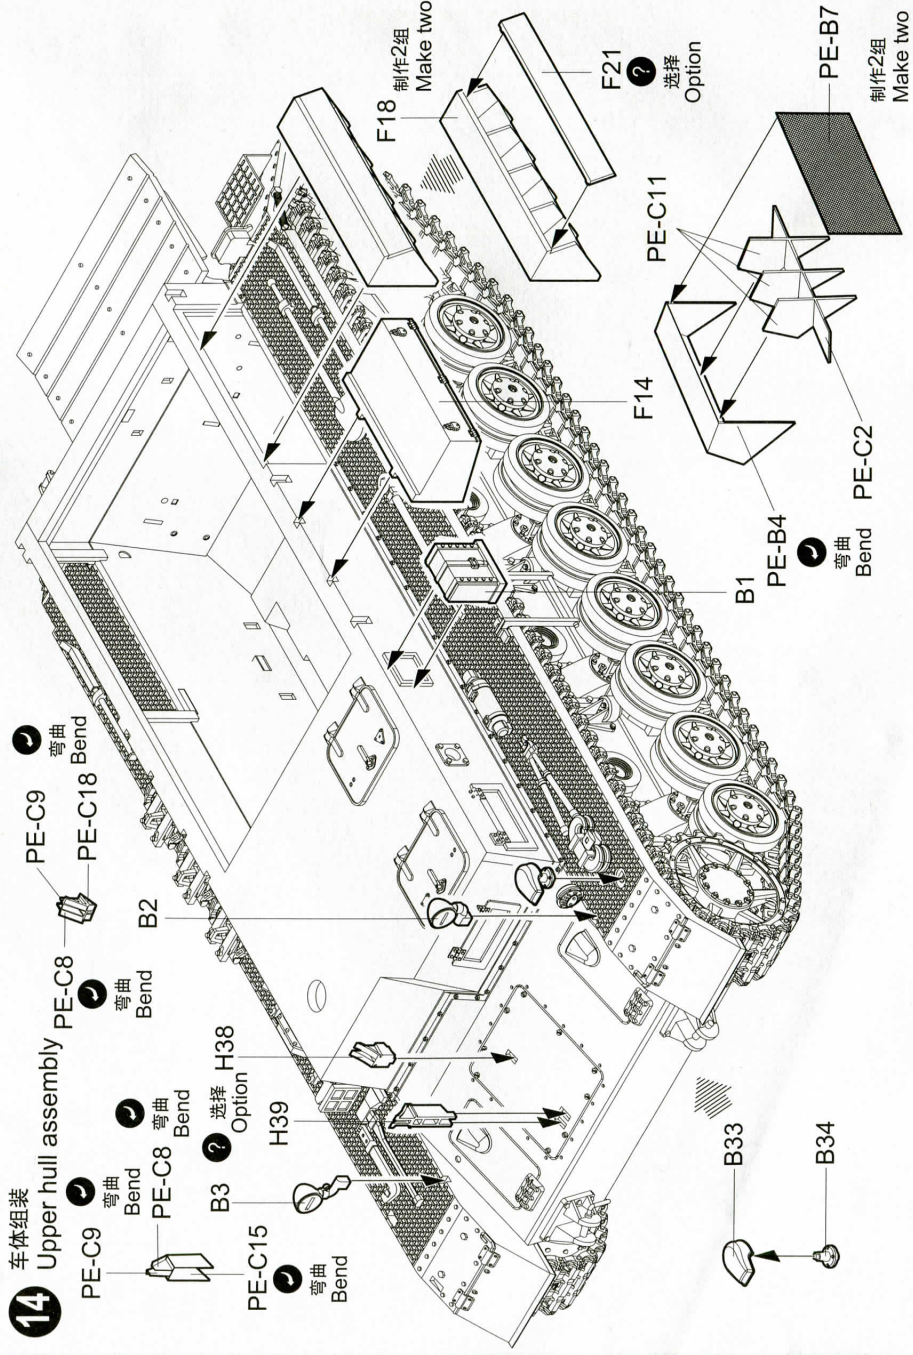 14
车体组装
Upper hull assembly
PE-C9
弯曲
Bend
PE-C8
弯曲
Bend
PE-C15
弯曲
Bend
B3
?
选择
Option
H39
H38
PE-C8
弯曲
Bend
PE-C9
弯曲
Bend
PE-C18
B2
F18
制作2组
Make two
F21
?
选择
Option
F14
B1
PE-B4
弯曲
Bend
PE-C2
PE-C11
PE-B7
制作2组
Make two
B33
B34